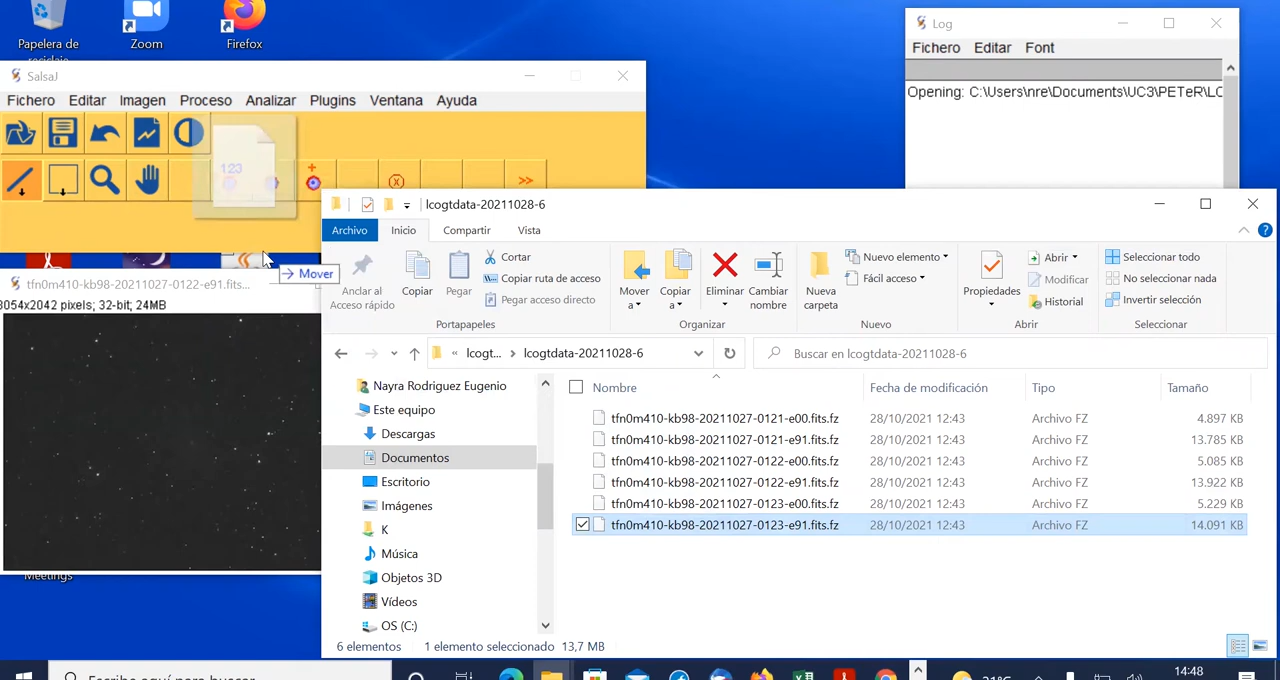 Papelera de
reciclaje
Zoom
Firefox
SalsaJ
Fichero Editar Imagen Proceso Analizar Plugins Ventana Ayuda
123
>>
Log
Fichero Editar Font
Opening: C:\Users\nre\Documents\UC3\PETeR\LC
Mover
tfn0m410-kb98-20211027-0122-e91.fits...
3054x2042 pixels; 32-bit; 24MB
Meetings
lcogtdata-20211028-6
Archivo Inicio Compartir Vista
Andar al
Acceso rápido
Copiar
Pegar
Cortar
Copiar ruta de acceso
Pegar acceso directo
Portapapeles
Mover
a
Copiar
a
Eliminar
Cambiar
nombre
Organizar
Nueva
carpeta
Nuevo elemento
Fácil acceso
Nuevo
Propiedades
Abrir
Modificar
Historial
Abrir
Seleccionar todo
No seleccionar nada
Invertir selección
Seleccionar
« lcogt... > lcogtdata-20211028-6
Buscar en lcogtdata-20211028-6
Nayra Rodriguez Eugenio
Este equipo
Descargas
Documentos
Escritorio
Imágenes
K
Música
Objetos 3D
Vídeos
OS (C:)
Nombre Fecha de modificación Tipo Tamaño
tfn0m410-kb98-20211027-0121-e00.fits.fz 28/10/2021 12:43 Archivo FZ 4.897 KB
tfn0m410-kb98-20211027-0121-e91.fits.fz 28/10/2021 12:43 Archivo FZ 13.785 KB
tfn0m410-kb98-20211027-0122-e00.fits.fz 28/10/2021 12:43 Archivo FZ 5.085 KB
tfn0m410-kb98-20211027-0122-e91.fits.fz 28/10/2021 12:43 Archivo FZ 13.922 KB
tfn0m410-kb98-20211027-0123-e00.fits.fz 28/10/2021 12:43 Archivo FZ 5.229 KB
tfn0m410-kb98-20211027-0123-e91.fits.fz 28/10/2021 12:43 Archivo FZ 14.091 KB
6 elementos 1 elemento seleccionado 13,7 MB
Escribe aquí para buscar
21°C
14:48